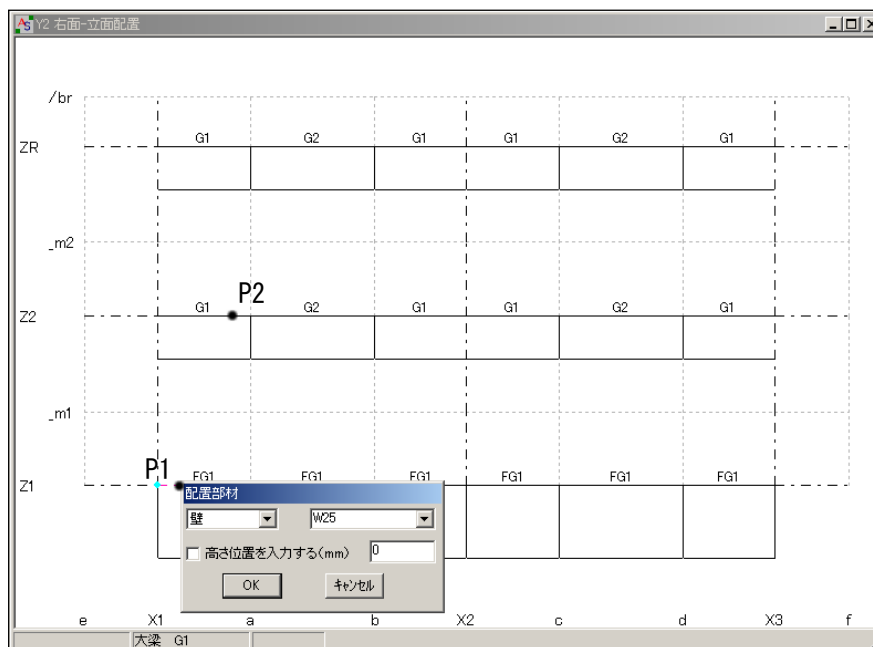 Y2 右面-立面配置
/br
G1 G2 G1 G1 G2 G1
ZR
_m2
P2
G1 G2 G1 G1 G2 G1
Z2
_m1
P1
FG1 FG1 FG1 FG1 FG1 FG1
Z1
配置部材
壁 W25
高さ位置を入力する(mm) 0
OK キャンセル
e X1 a b X2 c d X3 f
大梁 G1